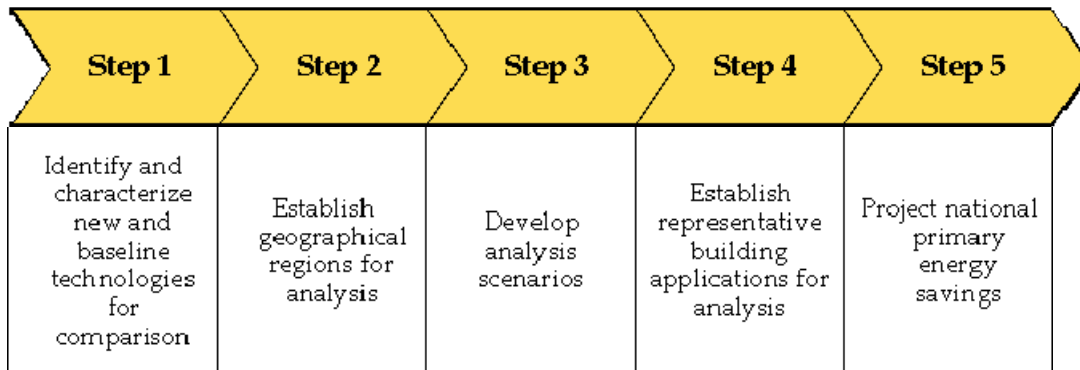 Step 1
Step 2
Step 3
Step 4
Step 5
Identify and
characterize
new and
baseline
technologies
for
comparison
Establish
geographical
regions for
analysis
Develop
analysis
scenarios
Establish
representative
building
applications for
analysis
Project national
primary
energy
savings